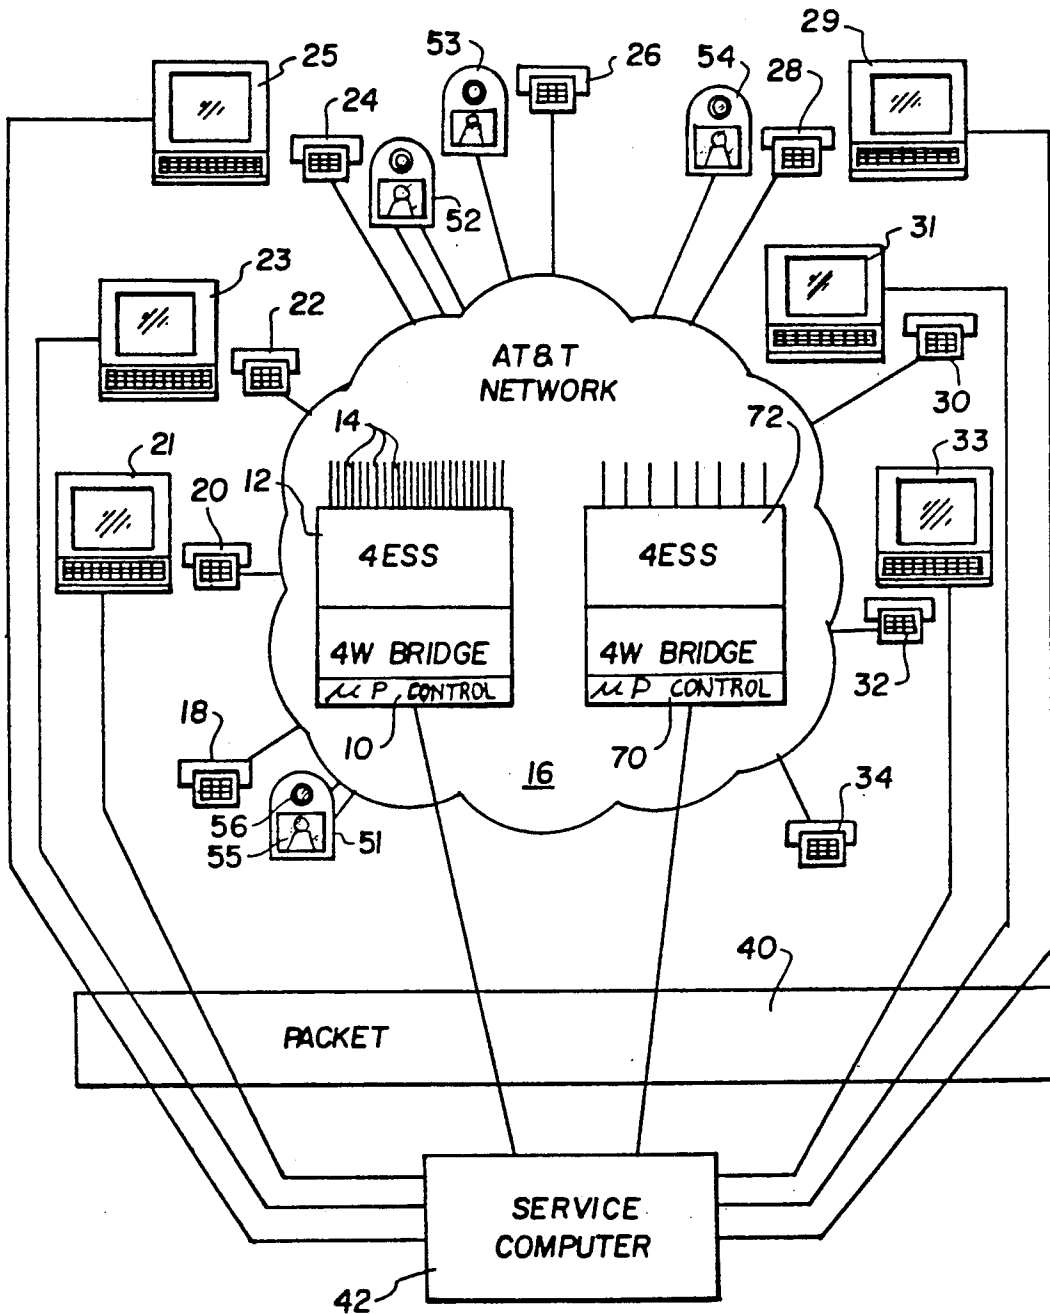 29
53
25
26
54
28
24
52
31
23
22
AT&T
NETWORK
30
14
72
21
33
12
20
4ESS
4ESS
4W BRIDGE
4W BRIDGE
μP CONTROL
μP CONTROL
32
18
10
70
16
34
56
55
51
40
PACKET
SERVICE
COMPUTER
42